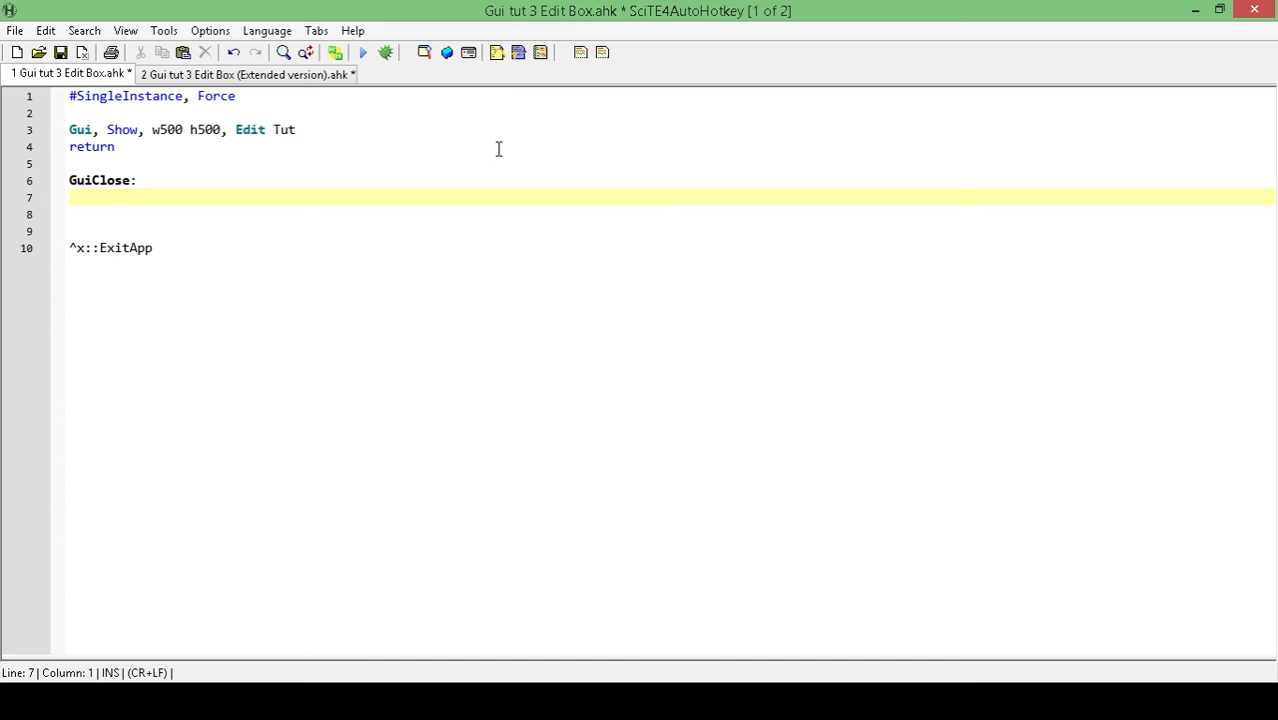 Gui tut 3 Edit Box.ahk * SciTE4AutoHotkey [1 of 2]
File Edit Search View Tools Options Language Tabs Help
1 Gui tut 3 Edit Box.ahk * 2 Gui tut 3 Edit Box (Extended version).ahk *
1 #SingleInstance, Force
2
3 Gui, Show, w500 h500, Edit Tut
4 return
5
6 GuiClose:
7
8
9
10 ^x::ExitApp
Line: 7 | Column: 1 | INS | (CR+LF) |